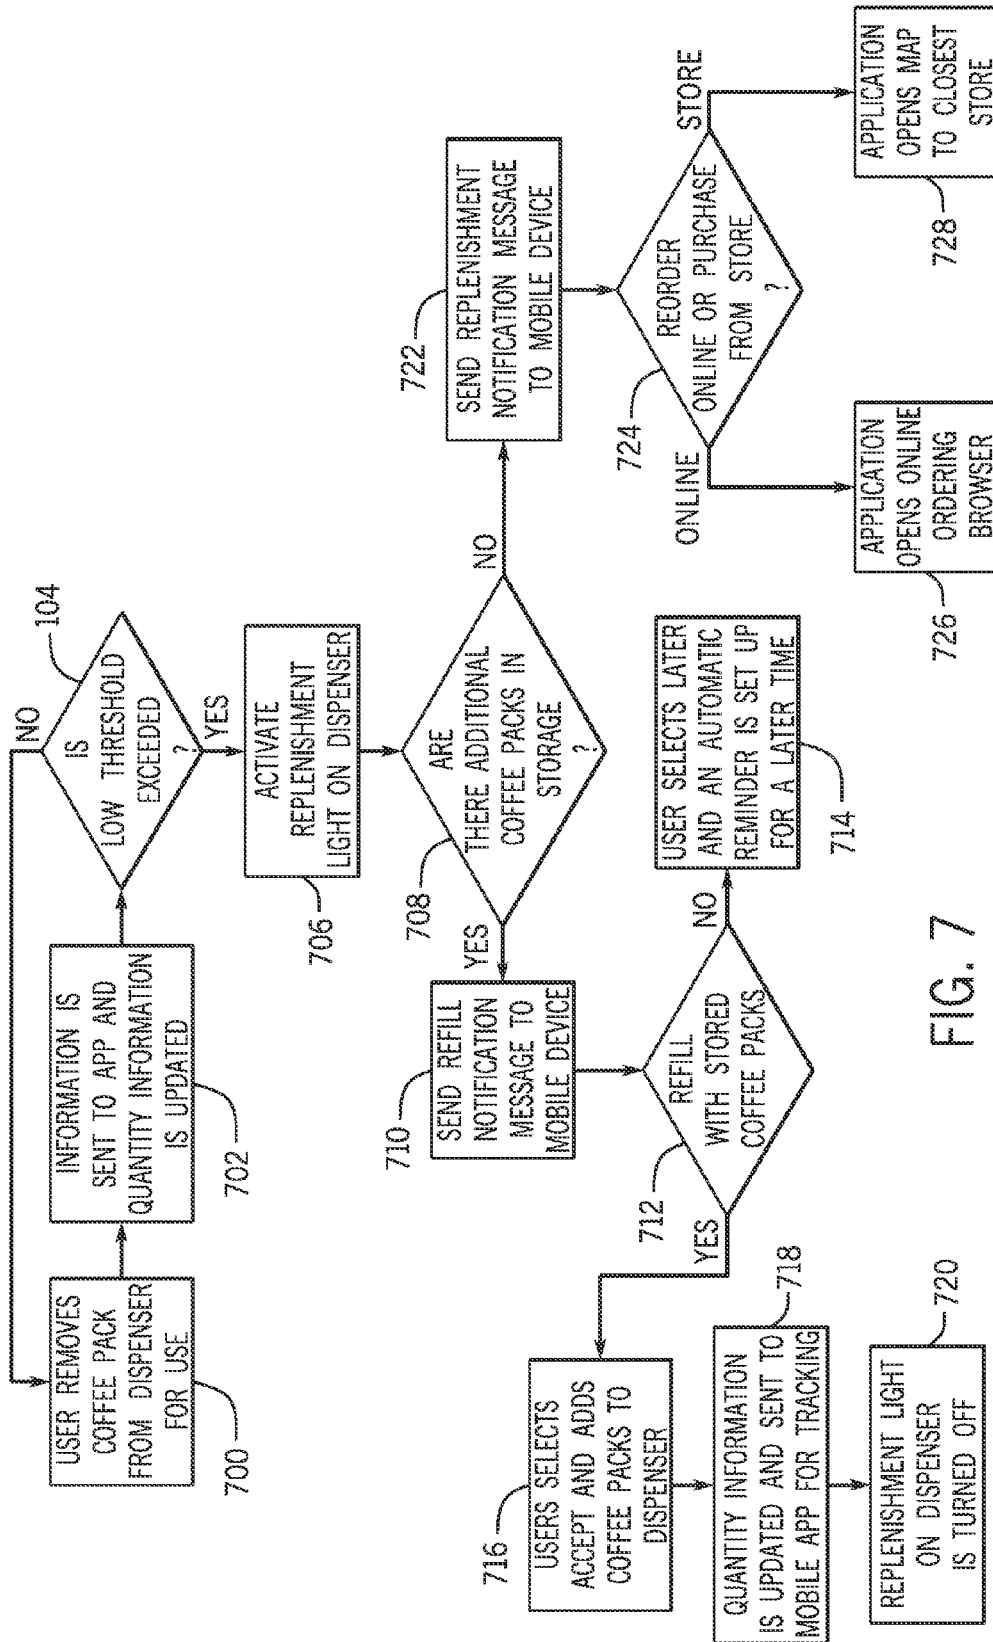 USER REMOVES
COFFEE PACK
FROM DISPENSER
FOR USE
700
INFORMATION IS
SENT TO APP AND
QUANTITY INFORMATION
IS UPDATED
702
NO
IS
LOW THRESHOLD
EXCEEDED
?
104
YES
ACTIVATE
REPLENISHMENT
LIGHT ON DISPENSER
706
ARE
THERE ADDITIONAL
COFFEE PACKS IN
STORAGE
?
708
YES
NO
SEND REFILL
NOTIFICATION
MESSAGE TO
MOBILE DEVICE
710
REFILL
WITH STORED
COFFEE PACKS
712
YES
NO
USER SELECTS LATER
AND AN AUTOMATIC
REMINDER IS SET UP
FOR A LATER TIME
714
USERS SELECTS
ACCEPT AND ADDS
COFFEE PACKS TO
DISPENSER
716
QUANTITY INFORMATION
IS UPDATED AND SENT TO
MOBILE APP FOR TRACKING
718
REPLENISHMENT LIGHT
ON DISPENSER
IS TURNED OFF
720
SEND REPLENISHMENT
NOTIFICATION MESSAGE
TO MOBILE DEVICE
722
REORDER
ONLINE OR PURCHASE
FROM STORE
?
724
ONLINE
STORE
APPLICATION
OPENS ONLINE
ORDERING
BROWSER
726
APPLICATION
OPENS MAP
TO CLOSEST
STORE
728
FIG. 7